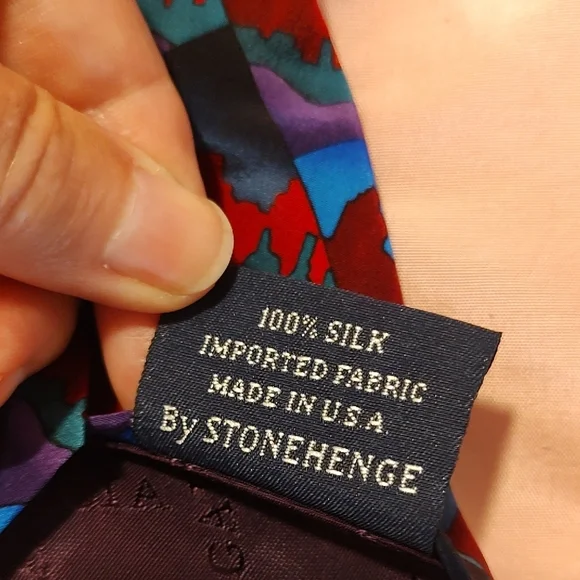 100% SILK
IMPORTED FABRIC
MADE IN U.S.A.
By STONEHENGE